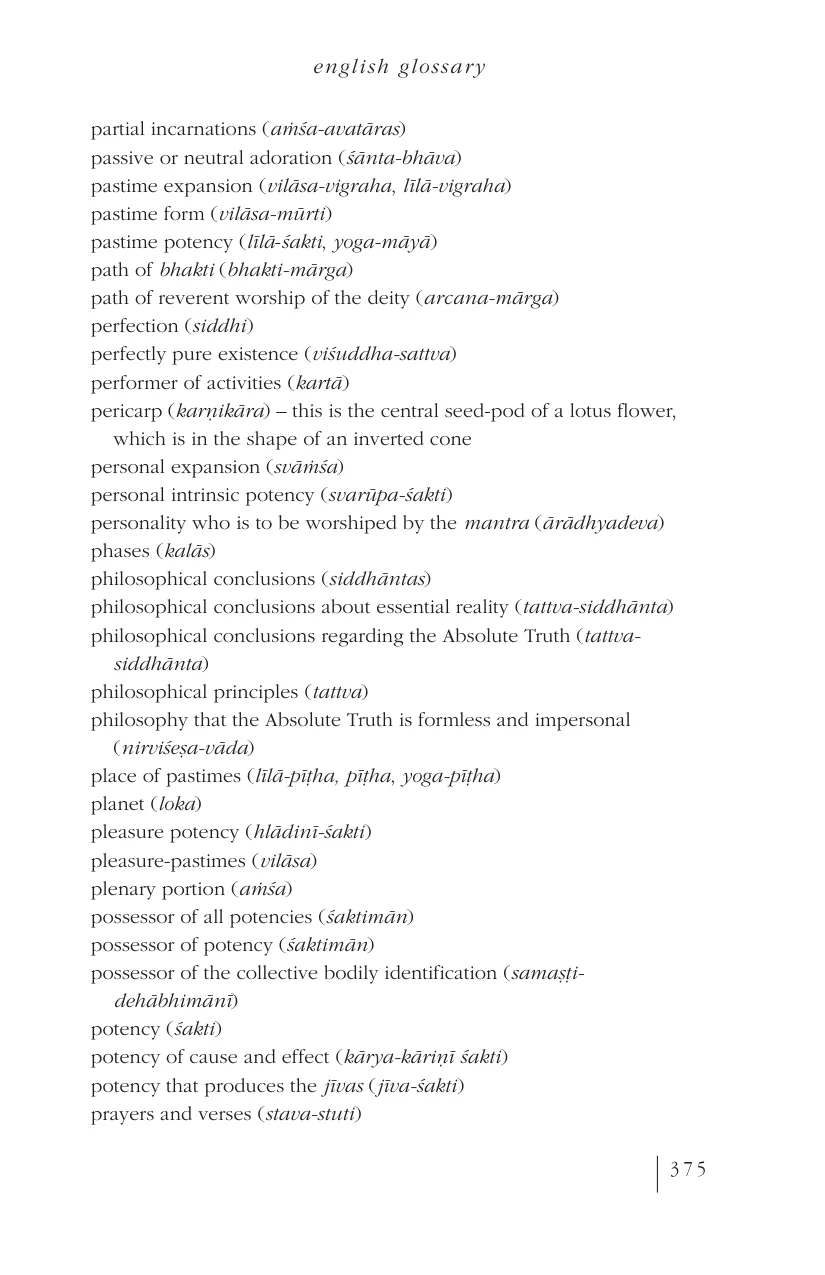 english glossary
partial incarnations (aṁśa-avatāras)
passive or neutral adoration (śānta-bhāva)
pastime expansion (vilāsa-vigraha, līlā-vigraha)
pastime form (vilāsa-mūrti)
pastime potency (līlā-śakti, yoga-māyā)
path of bhakti (bhakti-mārga)
path of reverent worship of the deity (arcana-mārga)
perfection (siddhi)
perfectly pure existence (viśuddha-sattva)
performer of activities (kartā)
pericarp (karṇikāra) – this is the central seed-pod of a lotus flower,
which is in the shape of an inverted cone
personal expansion (svāṁśa)
personal intrinsic potency (svarūpa-śakti)
personality who is to be worshiped by the mantra (ārādhyadeva)
phases (kalās)
philosophical conclusions (siddhāntas)
philosophical conclusions about essential reality (tattva-siddhānta)
philosophical conclusions regarding the Absolute Truth (tattva-
siddhānta)
philosophical principles (tattva)
philosophy that the Absolute Truth is formless and impersonal
(nirviśeṣa-vāda)
place of pastimes (līlā-pīṭha, pīṭha, yoga-pīṭha)
planet (loka)
pleasure potency (hlādinī-śakti)
pleasure-pastimes (vilāsa)
plenary portion (aṁśa)
possessor of all potencies (śaktimān)
possessor of potency (śaktimān)
possessor of the collective bodily identification (samaṣṭi-
dehābhimānī)
potency (śakti)
potency of cause and effect (kārya-kāriṇī śakti)
potency that produces the jīvas (jīva-śakti)
prayers and verses (stava-stuti)
375